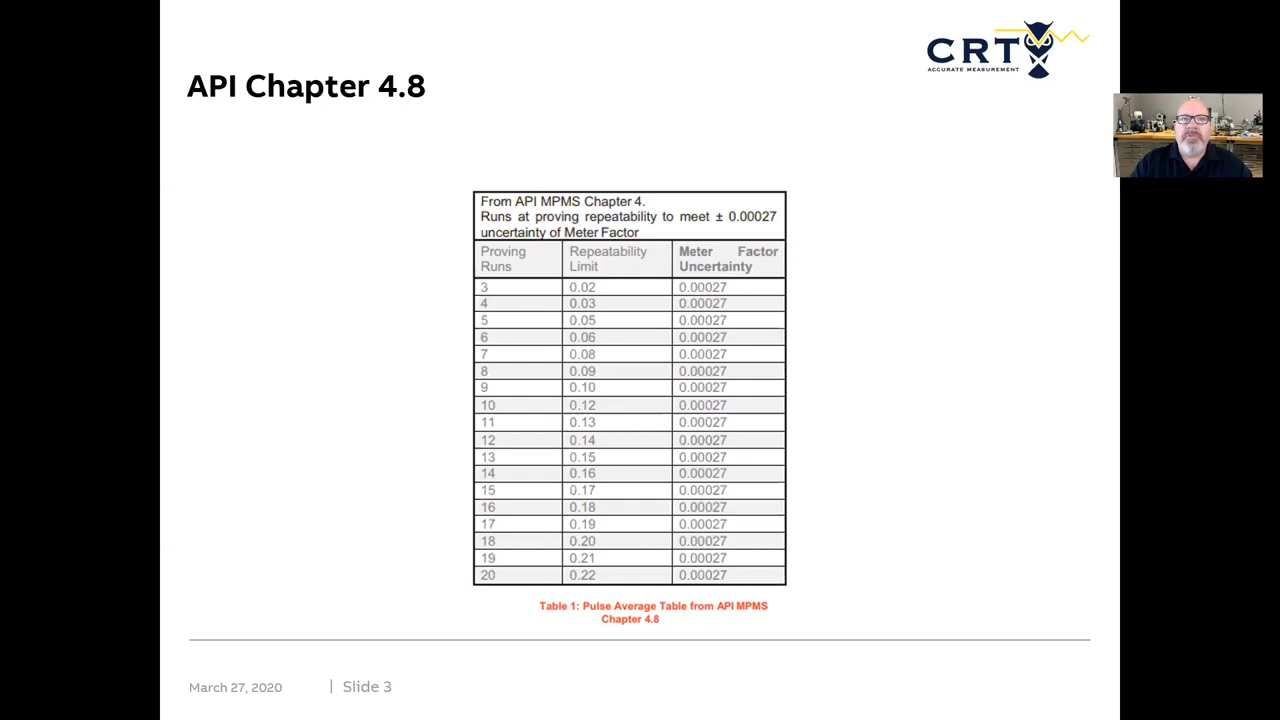 CRT
ACCURATE MEASUREMENT
API Chapter 4.8
From API MPMS Chapter 4.
Runs at proving repeatability to meet ± 0.00027
uncertainty of Meter Factor
Proving Runs Repeatability Limit Meter Factor Uncertainty
3 0.02 0.00027
4 0.03 0.00027
5 0.05 0.00027
6 0.06 0.00027
7 0.08 0.00027
8 0.09 0.00027
9 0.10 0.00027
10 0.12 0.00027
11 0.13 0.00027
12 0.14 0.00027
13 0.15 0.00027
14 0.16 0.00027
15 0.17 0.00027
16 0.18 0.00027
17 0.19 0.00027
18 0.20 0.00027
19 0.21 0.00027
20 0.22 0.00027
Table 1: Pulse Average Table from API MPMS
Chapter 4.8
March 27, 2020 | Slide 3